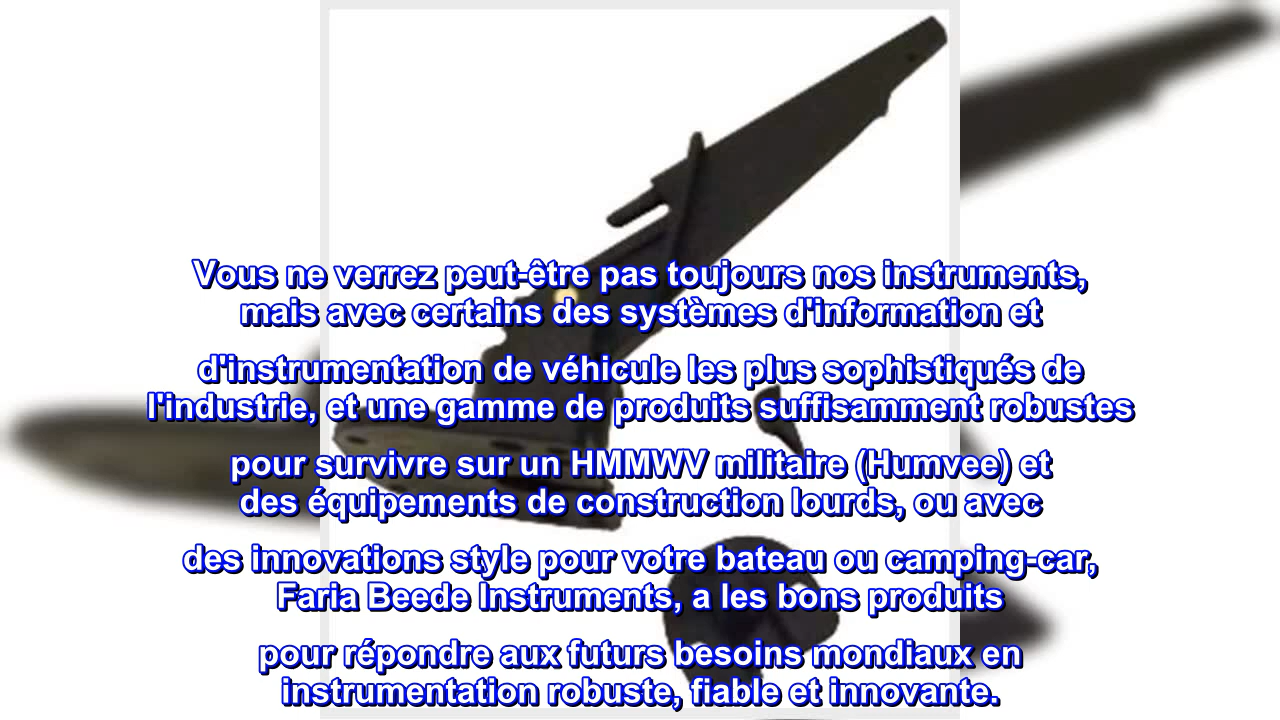 Vous ne verrez peut-être pas toujours nos instruments,
mais avec certains des systèmes d'information et
d'instrumentation de véhicule les plus sophistiqués de
l'industrie, et une gamme de produits suffisamment robustes
pour survivre sur un HMMWV militaire (Humvee) et
des équipements de construction lourds, ou avec
des innovations style pour votre bateau ou camping-car,
Faria Beede Instruments, a les bons produits
pour répondre aux futurs besoins mondiaux en
instrumentation robuste, fiable et innovante.